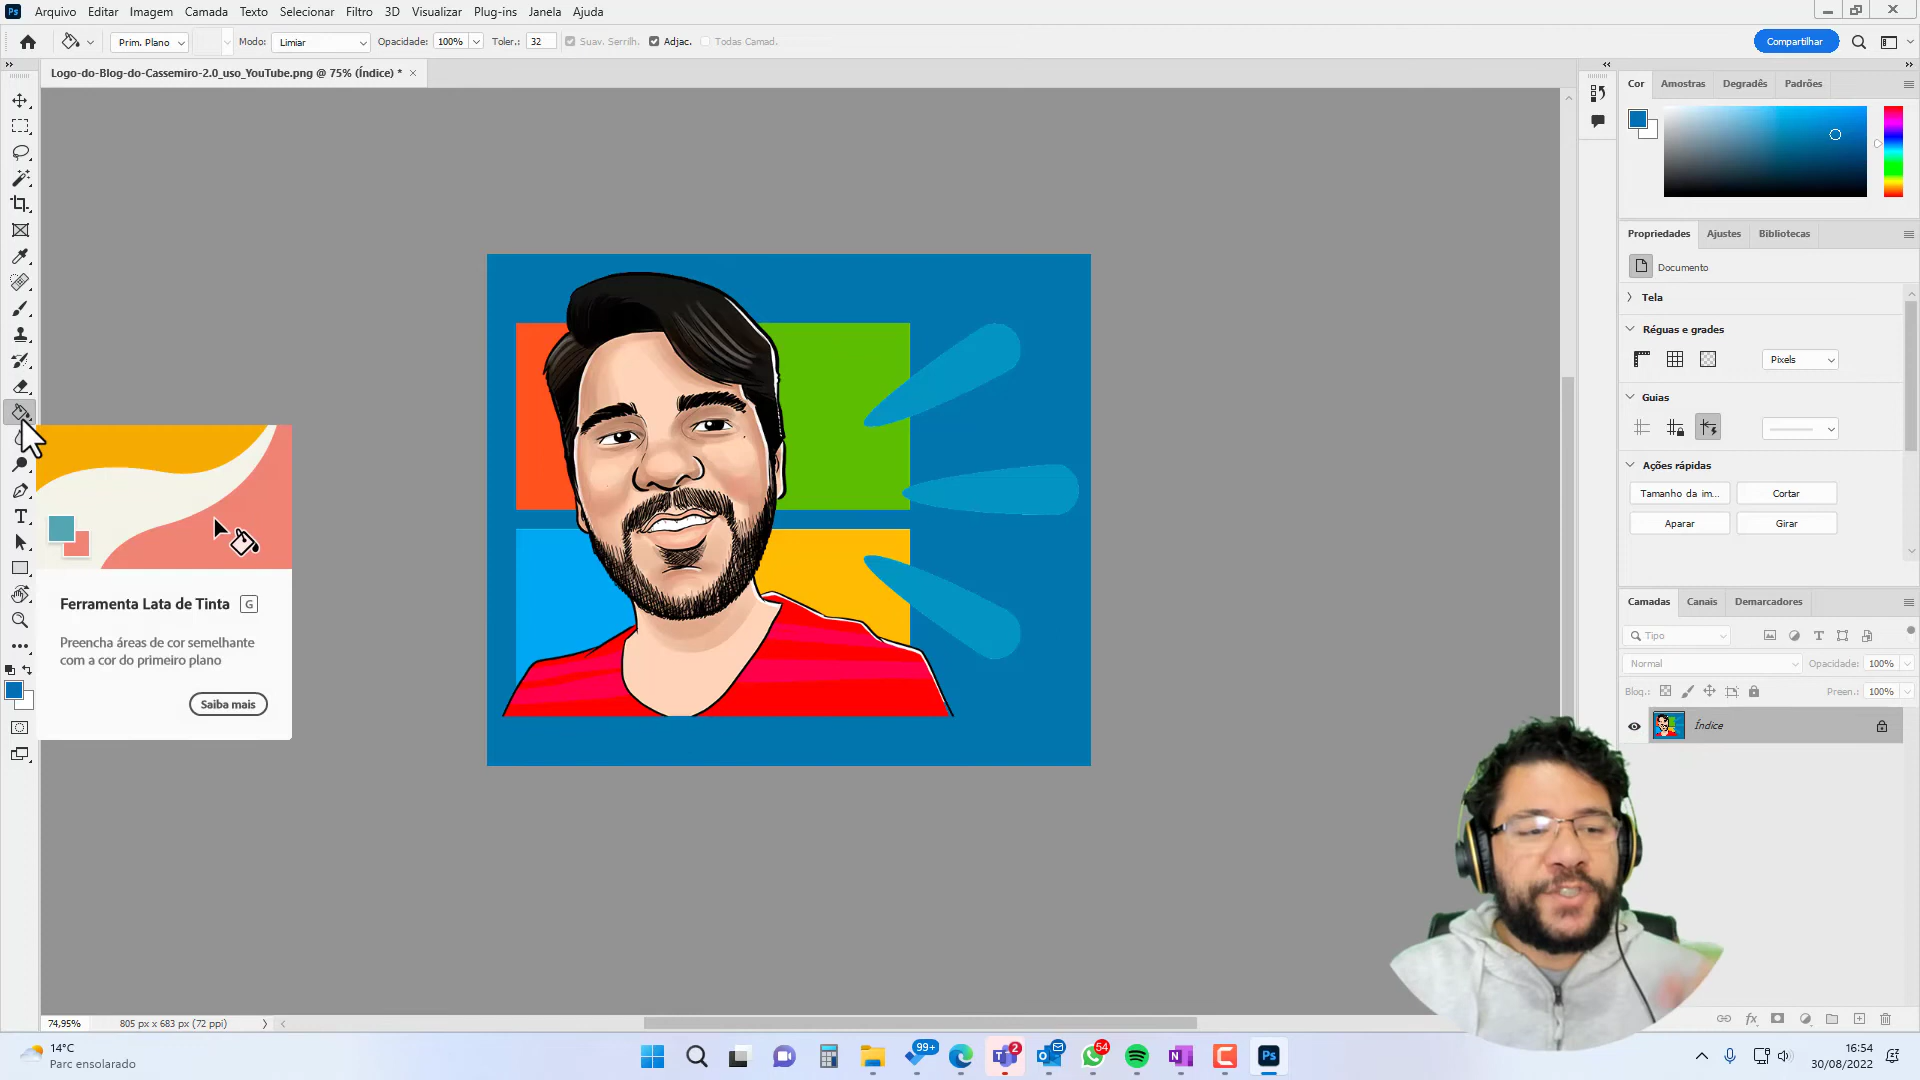 Ps Arquivo Editar Imagem Camada Texto Selecionar Filtro 3D Visualizar Plug-ins Janela Ajuda
Prim. Plano Modo: Limiar Opacidade: 100% Toler.: 32 Suav. Serrilh. Adjac. Todas Camad. Compartilhar
Logo-do-Blog-do-Cassemiro-2.0_uso_YouTube.png @ 75% (Índice) *
Cor Amostras Degradês Padrões
Propriedades Ajustes Bibliotecas
Documento
Tela
Réguas e grades
Pixels
Guias
Ações rápidas
Tamanho da im... Cortar
Aparar Girar
Ferramenta Lata de Tinta G
Preencha áreas de cor semelhante
com a cor do primeiro plano
Saiba mais
Camadas Canais Demarcadores
Tipo
Normal Opacidade: 100%
Bloq.: Preen.: 100%
Índice
74,95% 805 px x 683 px (72 ppi)
14°C
Parc ensolarado
99+ 2 54 Ps
16:54
30/08/2022